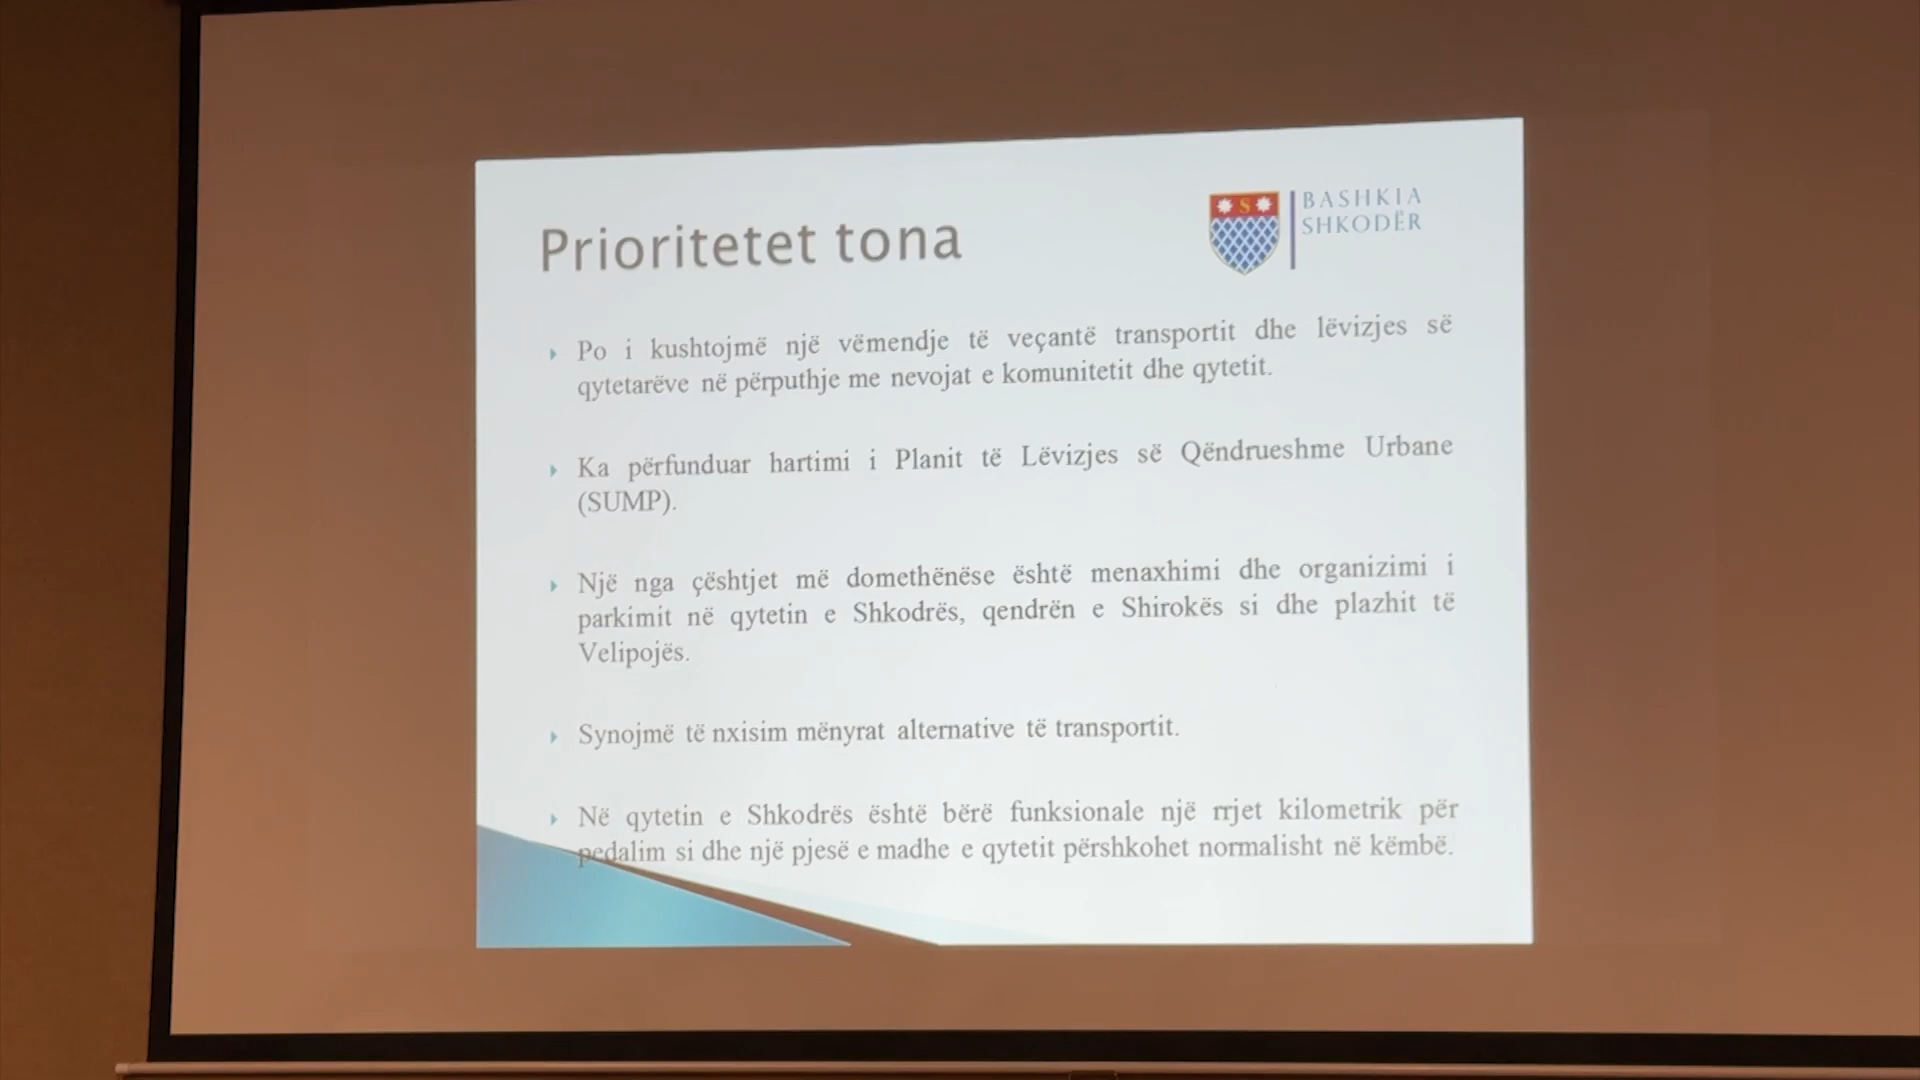 Prioritetet tona
S
BASHKIA
SHKODËR
Po i kushtojmë një vëmendje të veçantë transportit dhe lëvizjes së
qytetarëve në përputhje me nevojat e komunitetit dhe qytetit.
Ka përfunduar hartimi i Planit të Lëvizjes së Qëndrueshme Urbane
(SUMP).
Një nga çështjet më domethënëse është menaxhimi dhe organizimi i
parkimit në qytetin e Shkodrës, qendrën e Shirokës si dhe plazhit të
Velipojës.
Synojmë të nxisim mënyrat alternative të transportit.
Në qytetin e Shkodrës është bërë funksionale një rrjet kilometrik për
pedalim si dhe një pjesë e madhe e qytetit përshkohet normalisht në këmbë.